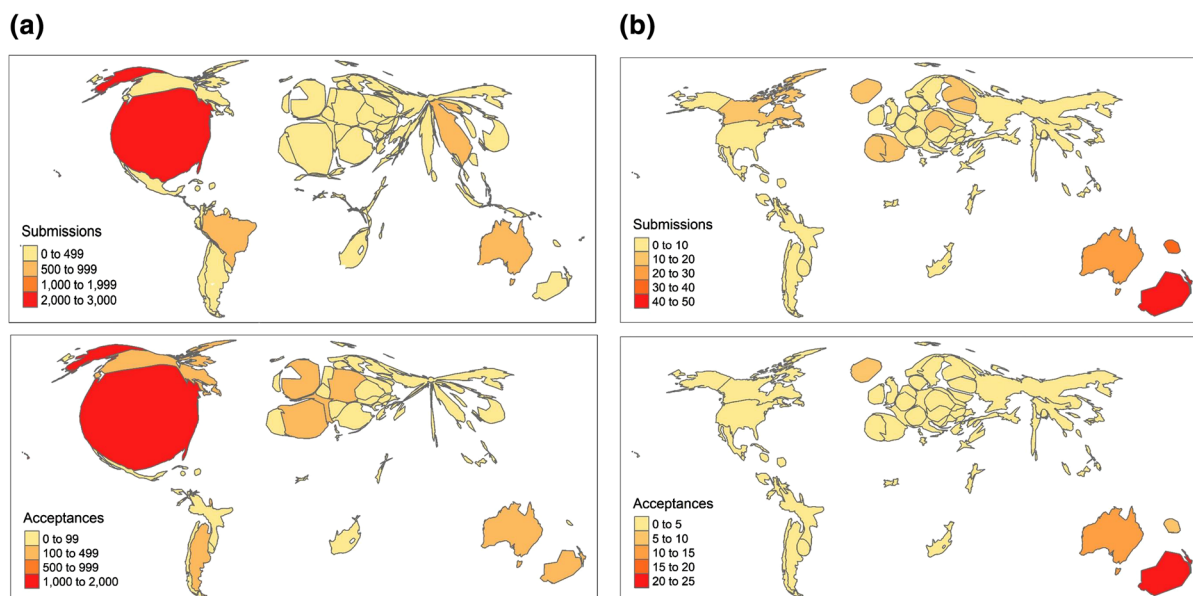 (a)
(b)
Submissions
0 to 499
500 to 999
1,000 to 1,999
2,000 to 3,000
Submissions
0 to 10
10 to 20
20 to 30
30 to 40
40 to 50
Acceptances
0 to 99
100 to 499
500 to 999
1,000 to 2,000
Acceptances
0 to 5
5 to 10
10 to 15
15 to 20
20 to 25